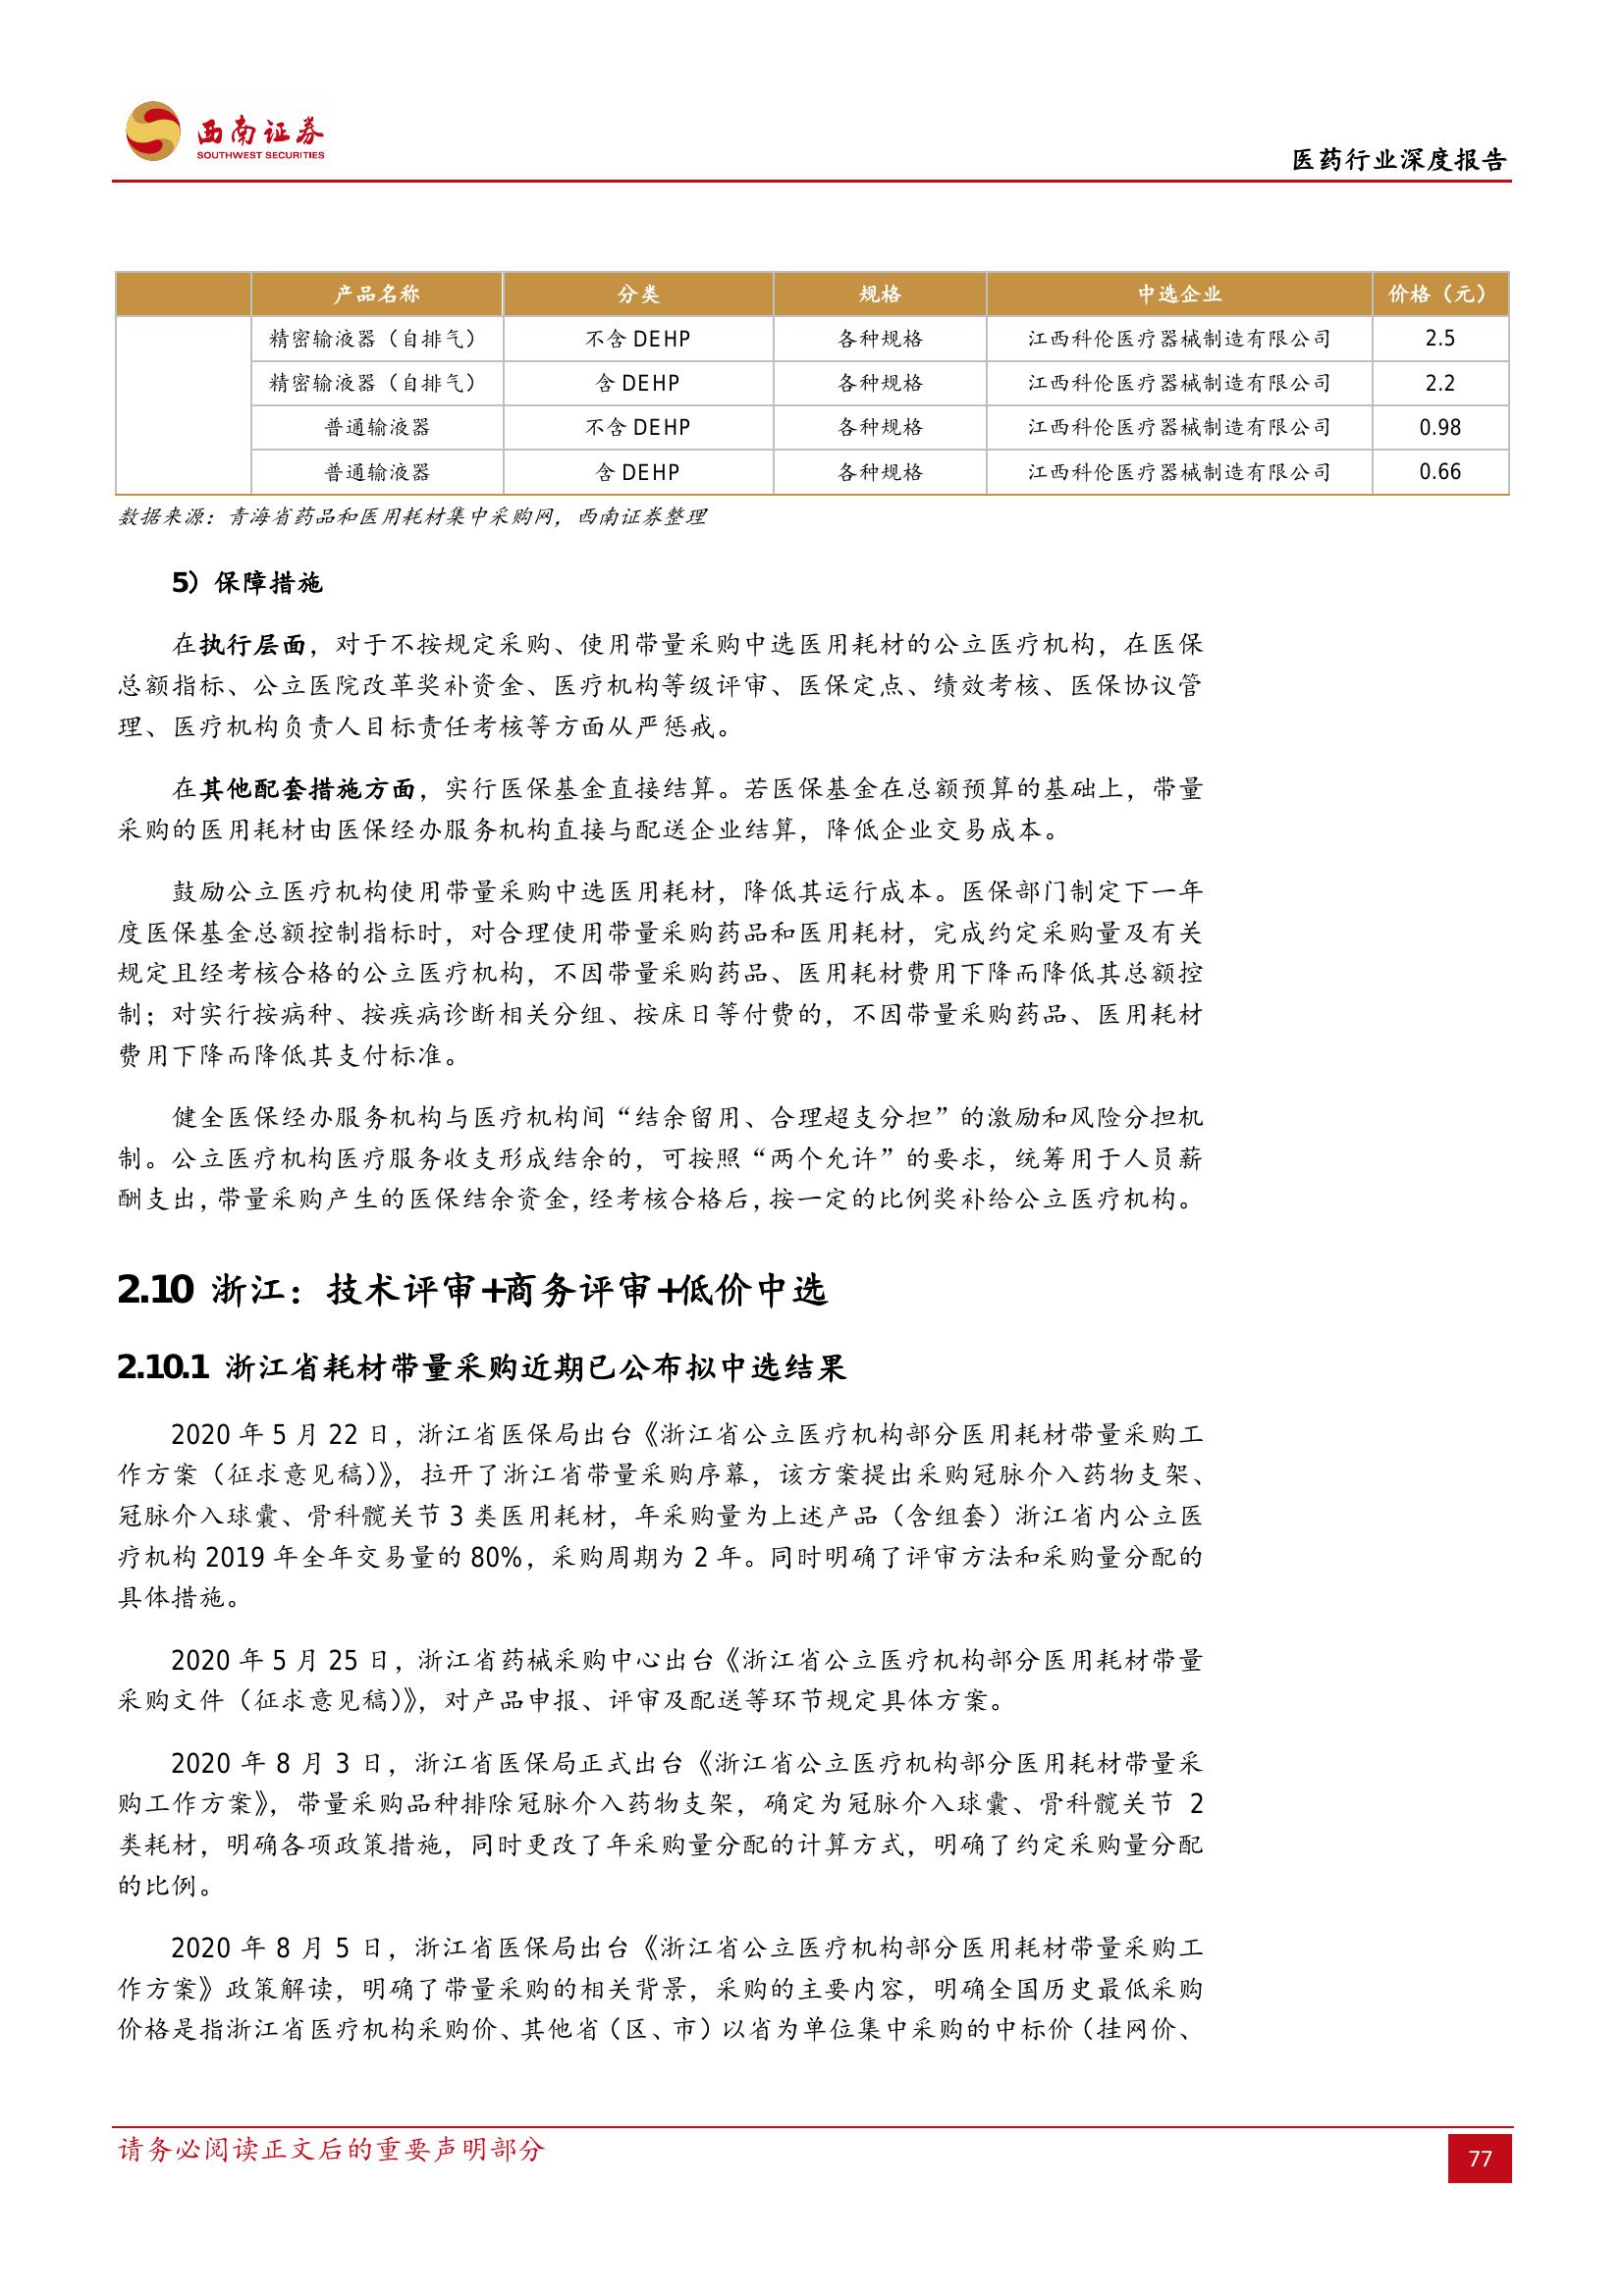 西南证券
SOUTHWEST SECURITIES
医药行业深度报告
产品名称 分类 规格 中选企业 价格（元）
精密输液器（自排气） 不含 DEHP 各种规格 江西科伦医疗器械制造有限公司 2.5
精密输液器（自排气） 含 DEHP 各种规格 江西科伦医疗器械制造有限公司 2.2
普通输液器 不含 DEHP 各种规格 江西科伦医疗器械制造有限公司 0.98
普通输液器 含 DEHP 各种规格 江西科伦医疗器械制造有限公司 0.66
数据来源：青海省药品和医用耗材集中采购网，西南证券整理
5）保障措施
在执行层面，对于不按规定采购、使用带量采购中选医用耗材的公立医疗机构，在医保
总额指标、公立医院改革奖补资金、医疗机构等级评审、医保定点、绩效考核、医保协议管
理、医疗机构负责人目标责任考核等方面从严惩戒。
在其他配套措施方面，实行医保基金直接结算。若医保基金在总额预算的基础上，带量
采购的医用耗材由医保经办服务机构直接与配送企业结算，降低企业交易成本。
鼓励公立医疗机构使用带量采购中选医用耗材，降低其运行成本。医保部门制定下一年
度医保基金总额控制指标时，对合理使用带量采购药品和医用耗材，完成约定采购量及有关
规定且经考核合格的公立医疗机构，不因带量采购药品、医用耗材费用下降而降低其总额控
制；对实行按病种、按疾病诊断相关分组、按床日等付费的，不因带量采购药品、医用耗材
费用下降而降低其支付标准。
健全医保经办服务机构与医疗机构间“结余留用、合理超支分担”的激励和风险分担机
制。公立医疗机构医疗服务收支形成结余的，可按照“两个允许”的要求，统筹用于人员薪
酬支出，带量采购产生的医保结余资金，经考核合格后，按一定的比例奖补给公立医疗机构。
2.10 浙江：技术评审+商务评审+低价中选
2.10.1 浙江省耗材带量采购近期已公布拟中选结果
2020 年 5 月 22 日，浙江省医保局出台《浙江省公立医疗机构部分医用耗材带量采购工
作方案（征求意见稿）》，拉开了浙江省带量采购序幕，该方案提出采购冠脉介入药物支架、
冠脉介入球囊、骨科髋关节 3 类医用耗材，年采购量为上述产品（含组套）浙江省内公立医
疗机构 2019 年全年交易量的 80%，采购周期为 2 年。同时明确了评审方法和采购量分配的
具体措施。
2020 年 5 月 25 日，浙江省药械采购中心出台《浙江省公立医疗机构部分医用耗材带量
采购文件（征求意见稿）》，对产品申报、评审及配送等环节规定具体方案。
2020 年 8 月 3 日，浙江省医保局正式出台《浙江省公立医疗机构部分医用耗材带量采
购工作方案》，带量采购品种排除冠脉介入药物支架，确定为冠脉介入球囊、骨科髋关节 2
类耗材，明确各项政策措施，同时更改了年采购量分配的计算方式，明确了约定采购量分配
的比例。
2020 年 8 月 5 日，浙江省医保局出台《浙江省公立医疗机构部分医用耗材带量采购工
作方案》政策解读，明确了带量采购的相关背景，采购的主要内容，明确全国历史最低采购
价格是指浙江省医疗机构采购价、其他省（区、市）以省为单位集中采购的中标价（挂网价、
请务必阅读正文后的重要声明部分
77